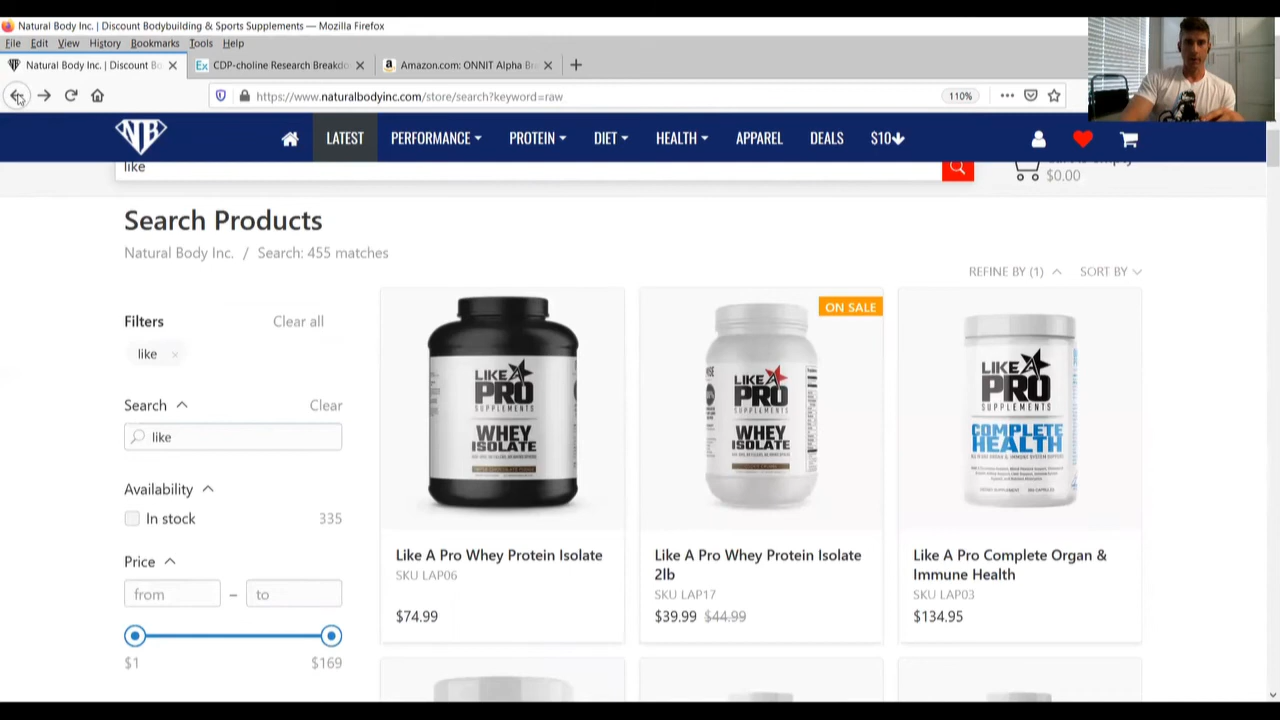 Natural Body Inc. | Discount Bodybuilding & Sports Supplements — Mozilla Firefox
File Edit View History Bookmarks Tools Help
Natural Body Inc. | Discount Bo
CDP-choline Research Breakdo
Amazon.com: ONNIT Alpha Br
https://www.naturalbodyinc.com/store/search?keyword=raw
110%
NB
LATEST
PERFORMANCE
PROTEIN
DIET
HEALTH
APPAREL
DEALS
$10
like
$0.00
Search Products
Natural Body Inc. / Search: 455 matches
REFINE BY (1) SORT BY
Filters Clear all
like
Search Clear
like
Availability
In stock 335
Price
from – to
$1 $169
LIKE A PRO
SUPPLEMENTS
WHEY
ISOLATE
Like A Pro Whey Protein Isolate
SKU LAP06
$74.99
ON SALE
LIKE A PRO
SUPPLEMENTS
WHEY
ISOLATE
Like A Pro Whey Protein Isolate
2lb
SKU LAP17
$39.99 $44.99
LIKE A PRO
SUPPLEMENTS
COMPLETE
HEALTH
Like A Pro Complete Organ &
Immune Health
SKU LAP03
$134.95